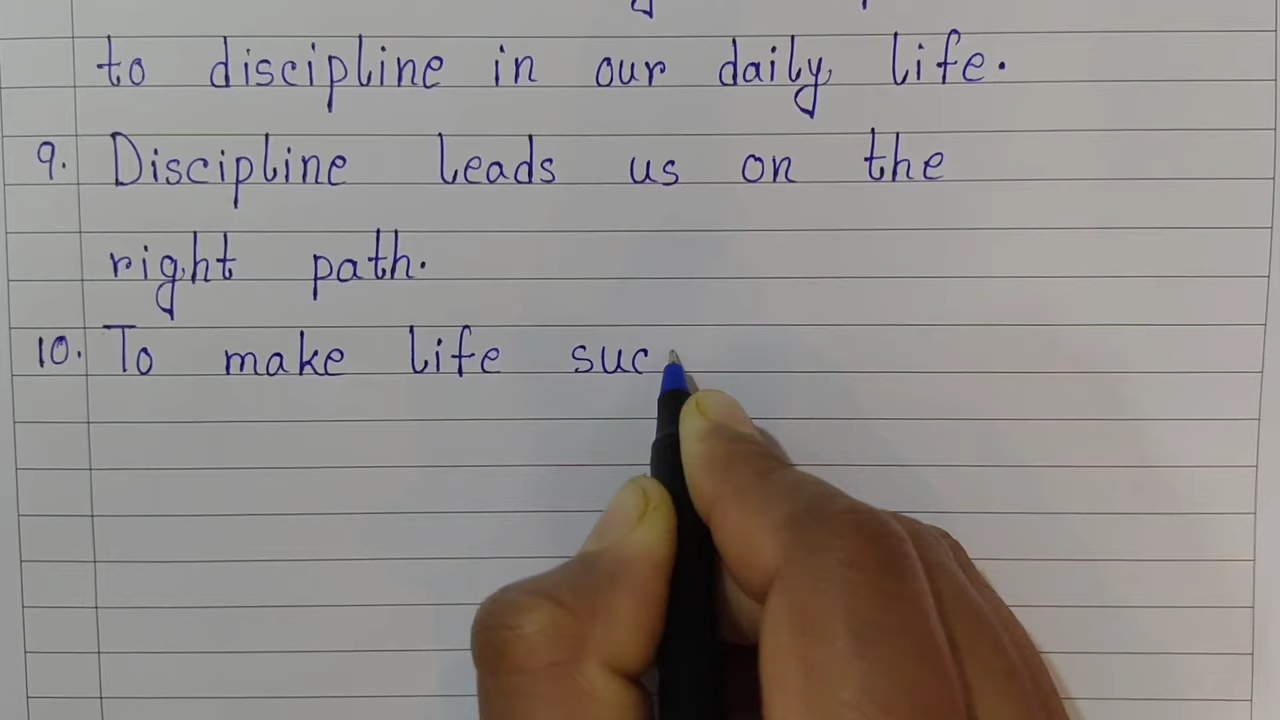 to discipline in our daily life.
9. Discipline leads us on the
right path.
10. To make life suc